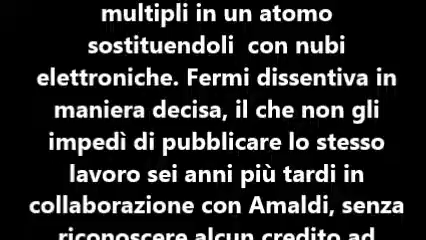 multipli in un atomo
sostituendoli con nubi
elettroniche. Fermi dissentiva in
maniera decisa, il che non gli
impedì di pubblicare lo stesso
lavoro sei anni più tardi in
collaborazione con Amaldi, senza
riconoscere alcun credito ad